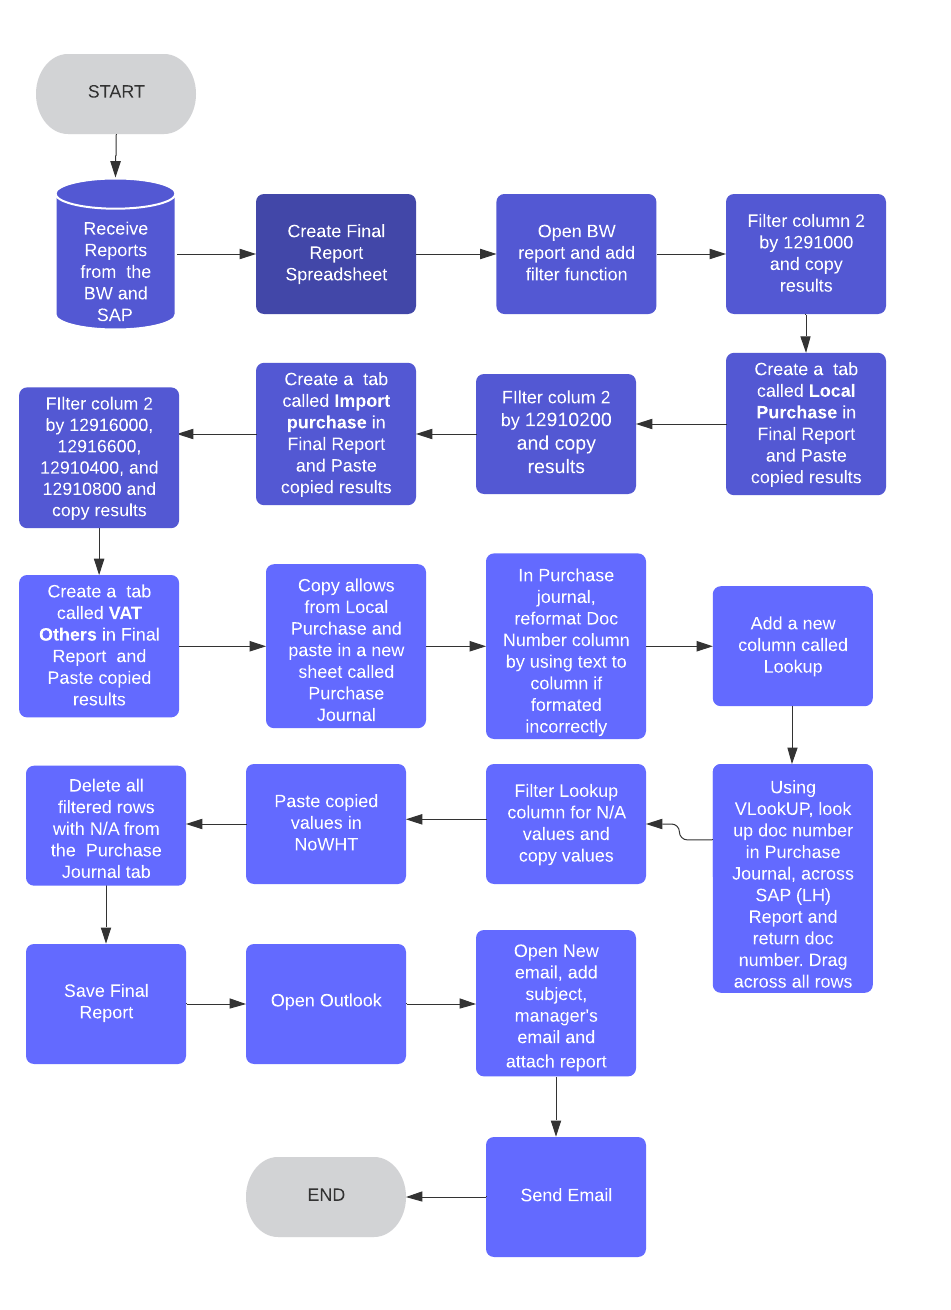 START
Receive
Reports
from the
BW and
SAP
Create Final
Report
Spreadsheet
Open BW
report and add
filter function
Filter column 2
by 1291000
and copy
results
Create a tab
called Local
Purchase in
Final Report
and Paste
copied results
FIlter colum 2
by 12910200
and copy
results
Create a tab
called Import
purchase in
Final Report
and Paste
copied results
FIlter colum 2
by 12916000,
12916600,
12910400, and
12910800 and
copy results
Create a tab
called VAT
Others in Final
Report and
Paste copied
results
Copy allows
from Local
Purchase and
paste in a new
sheet called
Purchase
Journal
In Purchase
journal,
reformat Doc
Number column
by using text to
column if
formated
incorrectly
Add a new
column called
Lookup
Using
VLookUP, look
up doc number
in Purchase
Journal, across
SAP (LH)
Report and
return doc
number. Drag
across all rows
Filter Lookup
column for N/A
values and
copy values
Paste copied
values in
NoWHT
Delete all
filtered rows
with N/A from
the Purchase
Journal tab
Save Final
Report
Open Outlook
Open New
email, add
subject,
manager's
email and
attach report
Send Email
END